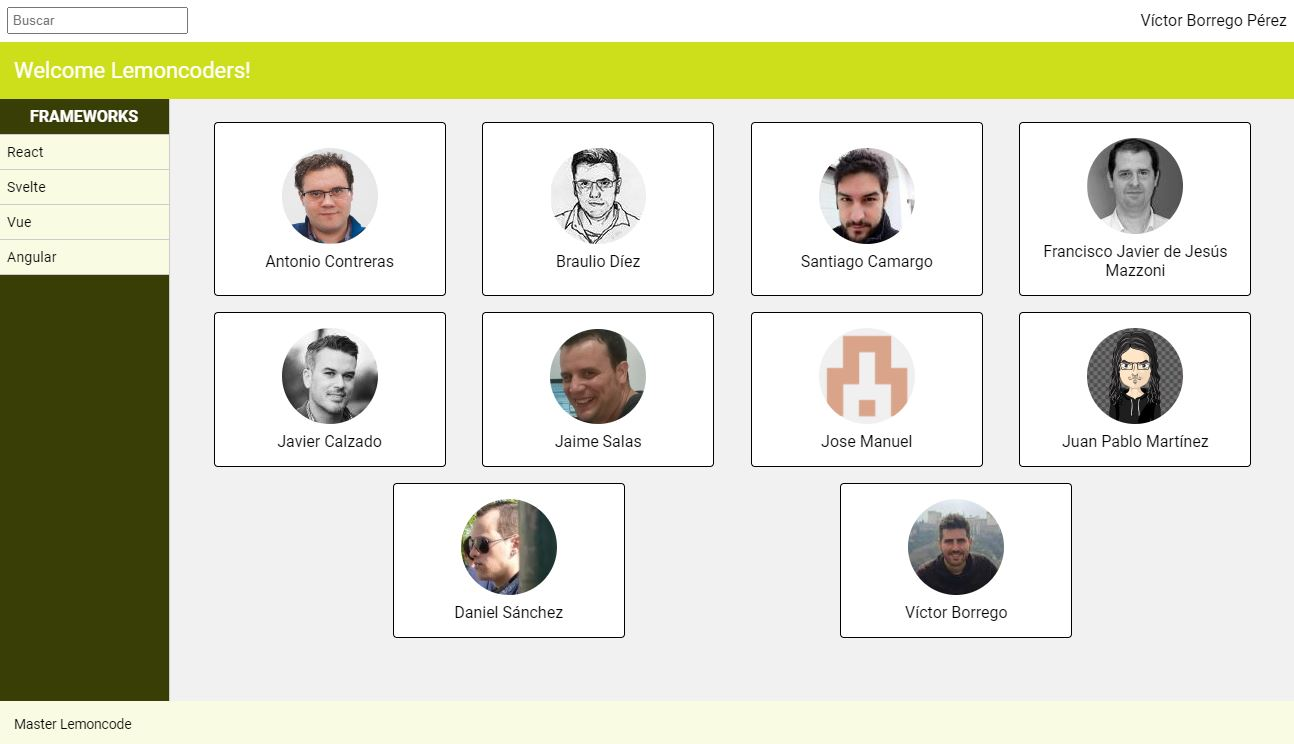 Buscar
Víctor Borrego Pérez
Welcome Lemoncoders!
FRAMEWORKS
React
Svelte
Vue
Angular
Antonio Contreras
Braulio Díez
Santiago Camargo
Francisco Javier de Jesús
Mazzoni
Javier Calzado
Jaime Salas
Jose Manuel
Juan Pablo Martínez
Daniel Sánchez
Víctor Borrego
Master Lemoncode